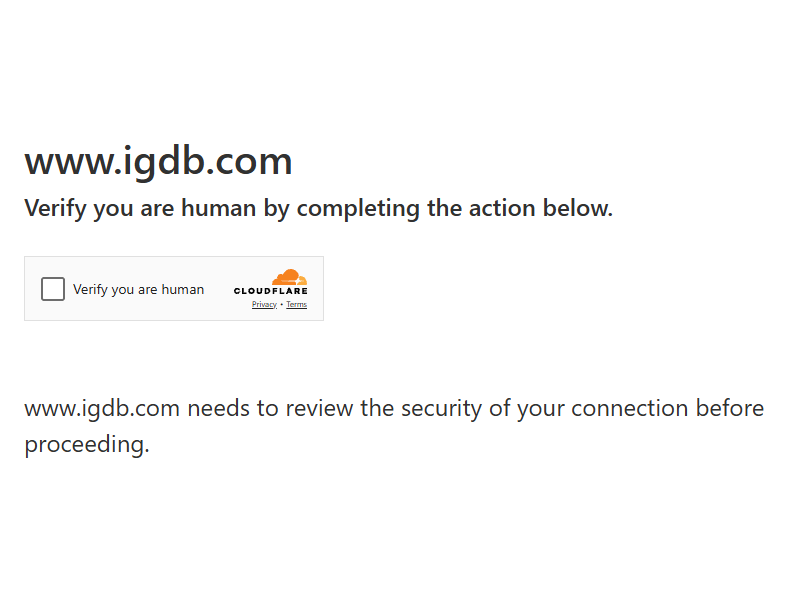 www.igdb.com
Verify you are human by completing the action below.
Verify you are human
CLOUDFLARE
Privacy • Terms
www.igdb.com needs to review the security of your connection before
proceeding.